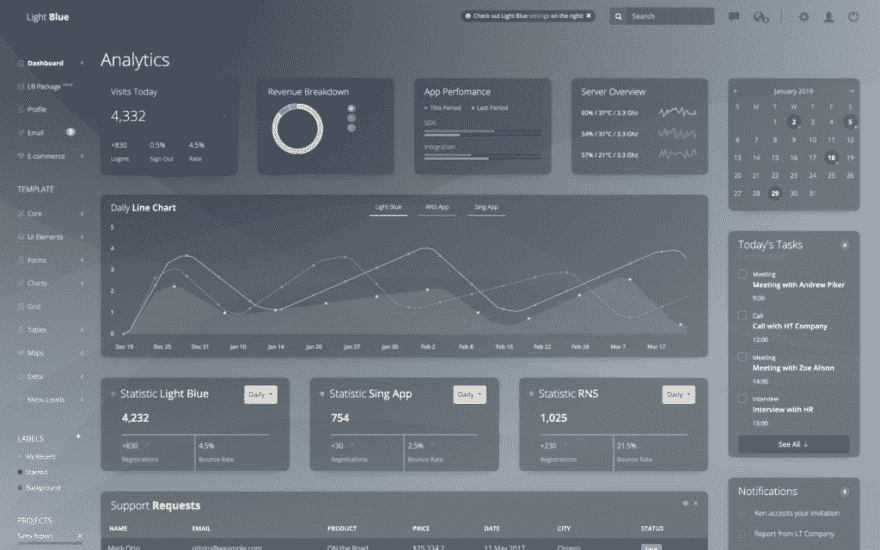 Light Blue
Check out Light Blue settings on the right!
Search
Dashboard
LB Package
Profile
Email
E-commerce
TEMPLATE
Core
UI Elements
Forms
Charts
Grid
Tables
Maps
Extra
Menu Levels
LABELS
My Recent
Starred
Background
PROJECTS
Sales Report
Analytics
Visits Today
4,332
+830 0.5% 4.5%
Logins Sign Out Rate
Revenue Breakdown
App Perfomance
This Period Last Period
SDK
Integration
Server Overview
60% / 37°C / 3.3 Ghz
54% / 31°C / 3.3 Ghz
57% / 21°C / 3.3 Ghz
January 2019
S M T W T F S
1 2 3 4 5
6 7 8 9 10 11 12
13 14 15 16 17 18 19
20 21 22 23 24 25 26
27 28 29 30 31
Daily Line Chart
Light Blue RNS App Sing App
5
4
3
2
1
0
Dec 19 Dec 25 Dec 31 Jan 10 Jan 14 Jan 20 Jan 27 Jan 30 Feb 2 Feb 8 Feb 15 Feb 22 Feb 28 Mar 7 Mar 17
Today's Tasks
Meeting
Meeting with Andrew Piker
9:00
Call
Call with HT Company
12:00
Meeting
Meeting with Zoe Alison
14:00
Interview
Interview with HR
15:00
See All ↓
Statistic Light Blue Daily
4,232
+830 4.5%
Registrations Bounce Rate
Statistic Sing App Daily
754
+30 2.5%
Registrations Bounce Rate
Statistic RNS Daily
1,025
+230 21.5%
Registrations Bounce Rate
Support Requests
NAME EMAIL PRODUCT PRICE DATE CITY STATUS
Mark Otto ottoto@example.com ON the Road $25 224.2 11 May 2017 Otsego
Notifications
Ken accepts your invitation
Report from LT Company